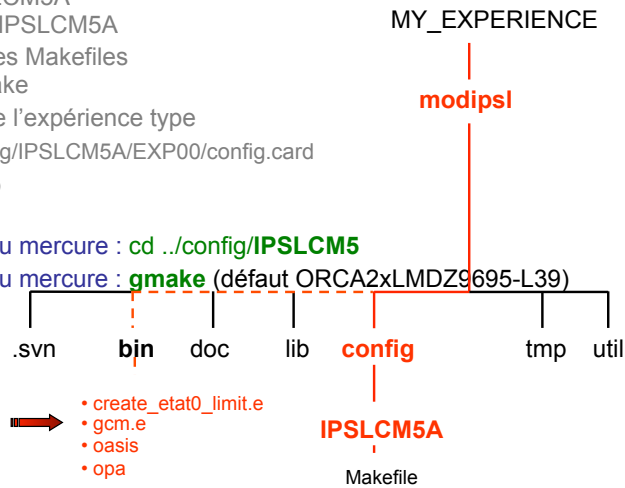 LCM5A
IPSLCM5A
MY_EXPERIENCE
es Makefiles
ake
modipsl
e l'expérience type
g/IPSLCM5A/EXP00/config.card
u mercure : cd ../config/IPSLCM5
u mercure : gmake (défaut ORCA2xLMDZ9695-L39)
.svn bin doc lib config tmp util
• create_etat0_limit.e
• gcm.e
• oasis
• opa
IPSLCM5A
Makefile